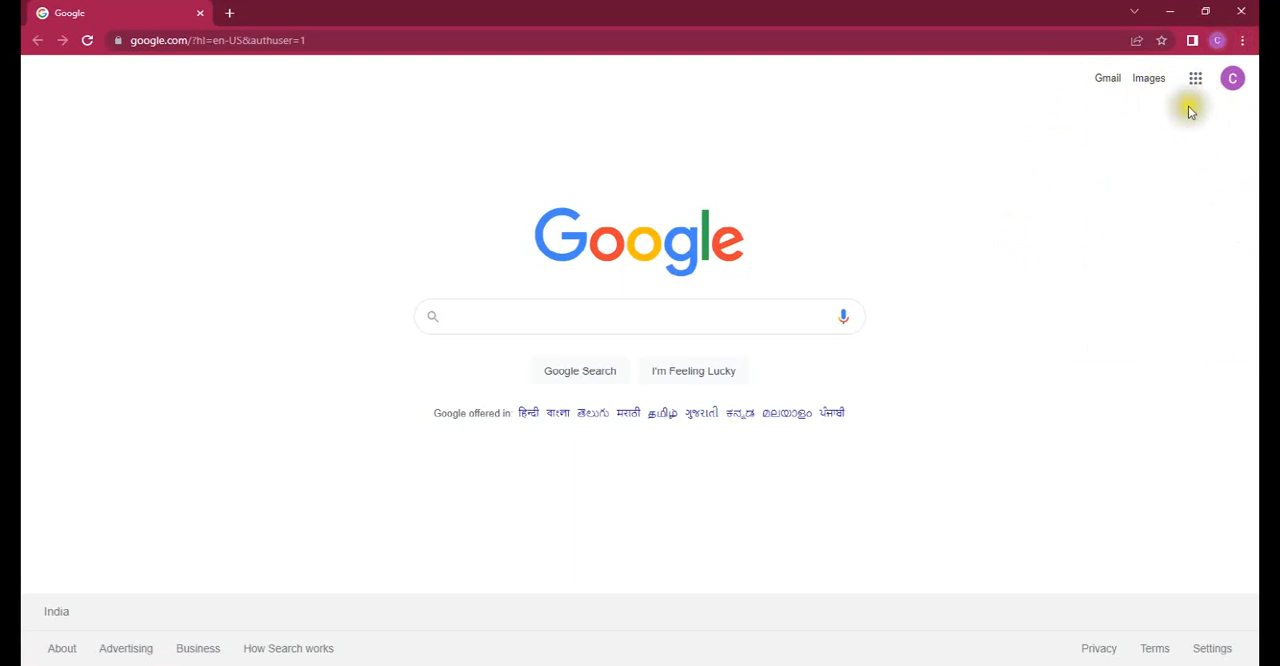 Google
google.com/?hl=en-US&authuser=1
C
Gmail Images C
Google
Google Search I'm Feeling Lucky
Google offered in: हिन्दी বাংলা తెలుగు मराठी தமிழ் ગુજરાતી ಕನ್ನಡ മലയാളം ਪੰਜਾਬੀ
India
About Advertising Business How Search works Privacy Terms Settings